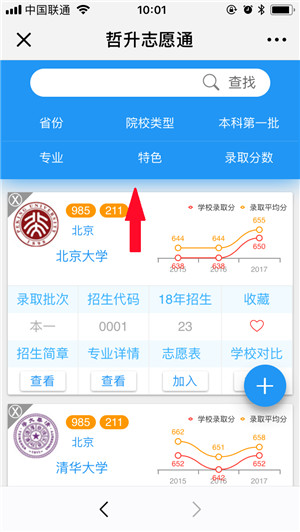 中国联通 10:01
哲升志愿通
查找
省份 院校类型 本科第一批
专业 特色 录取分数
985 211
北京
北京大学
学校录取分 录取平均分
655
644 644
650
638 638
2015 2016 2017
录取批次 招生代码 18年招生 收藏
本一 0001 23
招生简章 专业详情 志愿表 学校对比
查看 查看 加入
985 211
北京
清华大学
学校录取分 录取平均分
662
651
658
652
642
652
2015 2016 2017